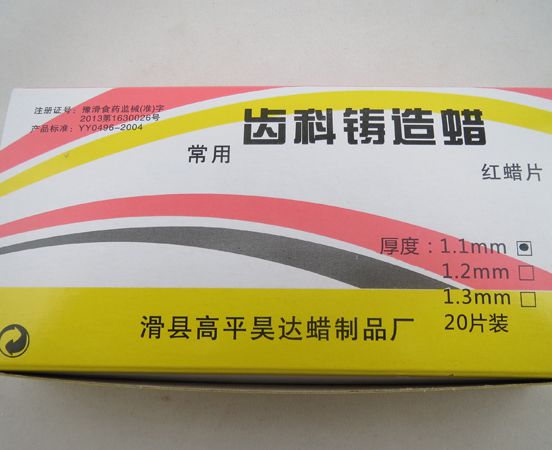 注册证号：豫滑食药监械(准)字
2013第1630026号
产品标准：YY0496-2004
齿科铸造蜡
常用
红蜡片
厚度：1.1mm
1.2mm
1.3mm
20片装
滑县高平昊达蜡制品厂